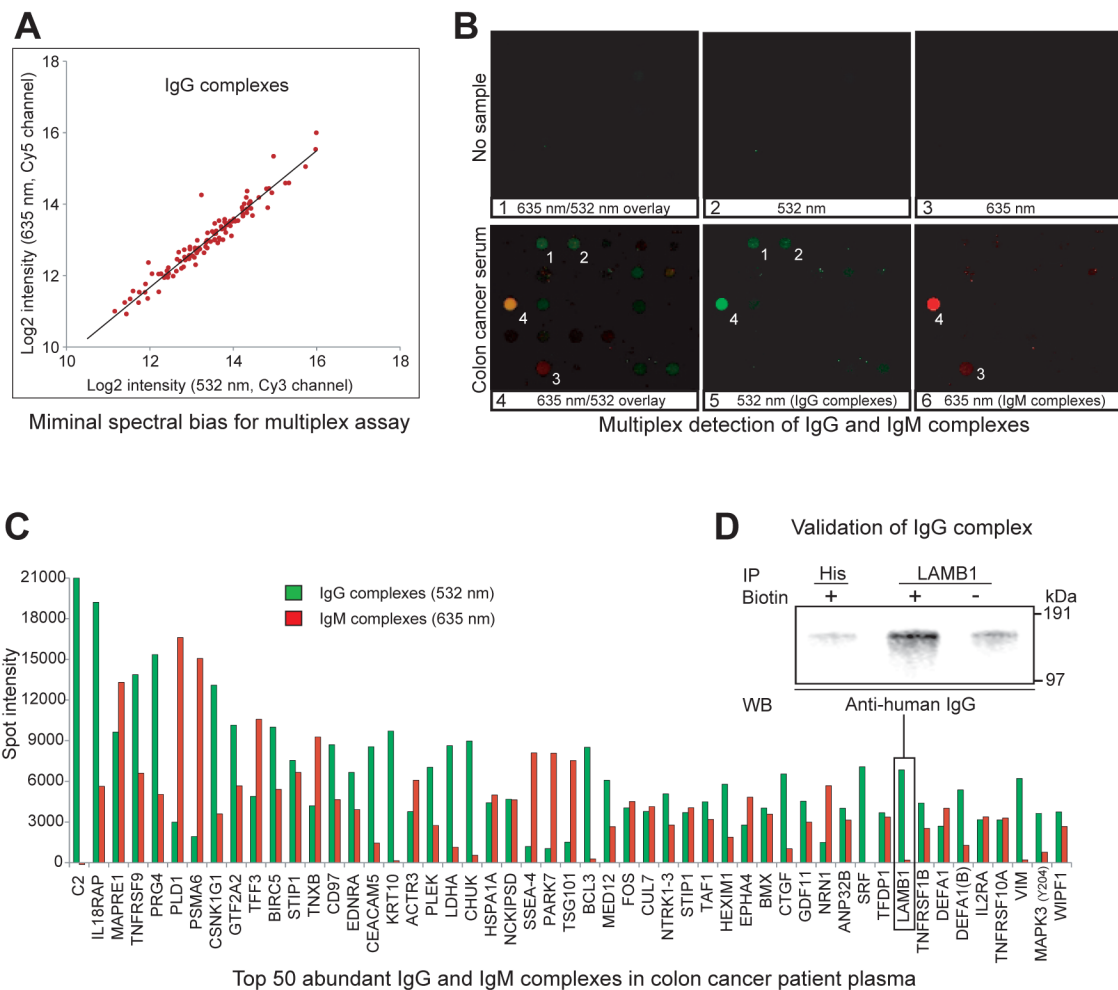 A
IgG complexes
Log2 intensity (635 nm, Cy5 channel)
18
16
14
12
10
10 12 14 16 18
Log2 intensity (532 nm, Cy3 channel)
Miminal spectral bias for multiplex assay
B
No sample
1 635 nm/532 nm overlay
2 532 nm
3 635 nm
Colon cancer serum
1 2
4
3
4 635 nm/532 overlay
1 2
4
5 532 nm (IgG complexes)
4
3
6 635 nm (IgM complexes)
Multiplex detection of IgG and IgM complexes
C
Spot intensity
21000
18000
15000
12000
9000
6000
3000
0
IgG complexes (532 nm)
IgM complexes (635 nm)
C2
IL18RAP
MAPRE1
TNFRSF9
PRG4
PLD1
PSMA6
CSNK1G1
GTF2A2
TFF3
BIRC5
STIP1
TNXB
CD97
EDNRA
CEACAM5
KRT10
ACTR3
PLEK
LDHA
CHUK
HSPA1A
NCKIPSD
SSEA-4
PARK7
TSG101
BCL3
MED12
FOS
CUL7
NTRK1-3
STIP1
TAF1
HEXIM1
EPHA4
BMX
CTGF
GDF11
NRN1
ANP32B
SRF
TFDP1
LAMB1
TNFRSF1B
DEFA1
DEFA1(B)
IL2RA
TNFRSF10A
VIM
MAPK3 (Y204)
WIPF1
Top 50 abundant IgG and IgM complexes in colon cancer patient plasma
D
Validation of IgG complex
IP His LAMB1
Biotin + + - kDa
191
97
WB Anti-human IgG